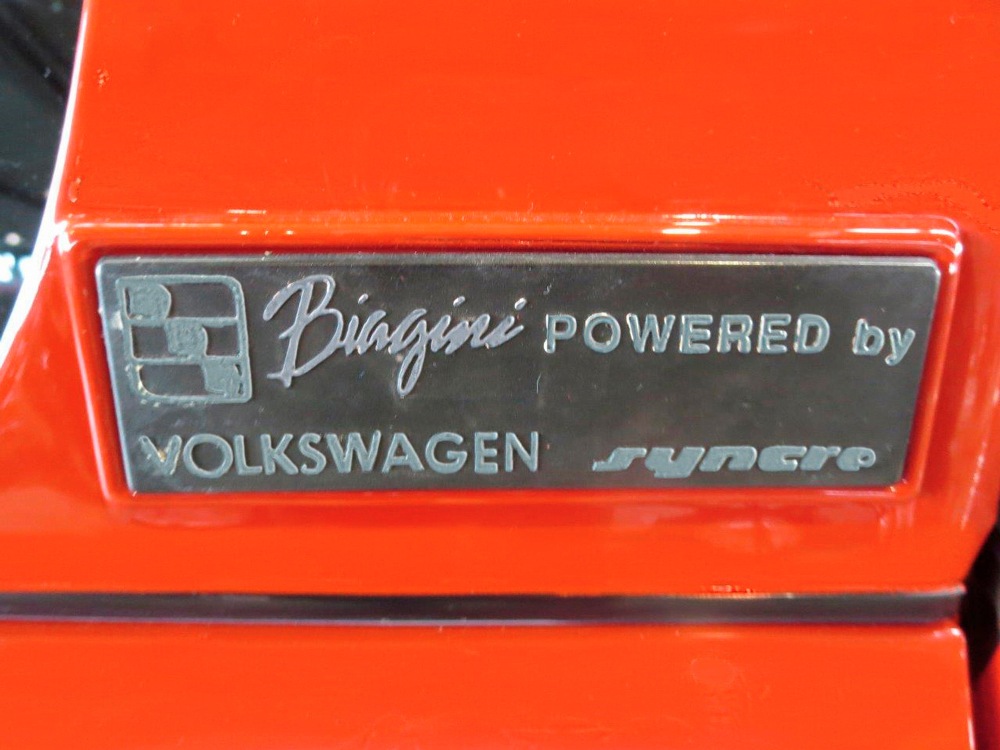 Biagini POWERED by
VOLKSWAGEN syncro